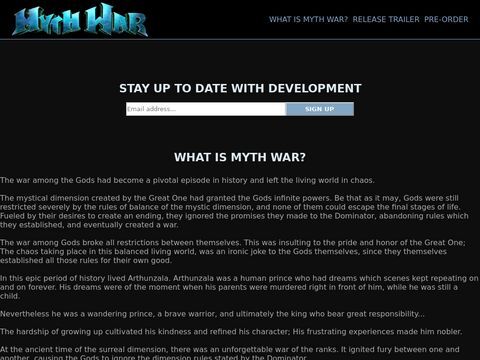 MYTH WAR
WHAT IS MYTH WAR? RELEASE TRAILER PRE-ORDER
STAY UP TO DATE WITH DEVELOPMENT
Email address... SIGN UP
WHAT IS MYTH WAR?
The war among the Gods had become a pivotal episode in history and left the living world in chaos.
The mystical dimension created by the Great One had granted the Gods infinite powers. Be that as it may, Gods were still
restricted severely by the rules of balance of the mystic dimension, and none of them could escape the final stages of life.
Fueled by their desires to create an ending, they ignored the promises they made to the Dominator, abandoning rules which
they established, and eventually created a war.
The war among Gods broke all restrictions between themselves. This was insulting to the pride and honor of the Great One;
The chaos taking place in this balanced living world, was an ironic joke to the Gods themselves, since they themselves
established all those rules for their own good.
In this epic period of history lived Arthunzala. Arthunzala was a human prince who had dreams which scenes kept repeating on
and on forever. His dreams were of the moment when his parents were murdered right in front of him, while he was still a
child.
Nevertheless he was a wandering prince, a brave warrior, and ultimately the king who bear great responsibility...
The hardship of growing up cultivated his kindness and refined his character; His frustrating experiences made him nobler.
At the ancient time of the surreal dimension, there was an unforgettable war of the ranks. It ignited fury between one and
another, causing the Gods to ignore the dimension rules stated by the Dominator.